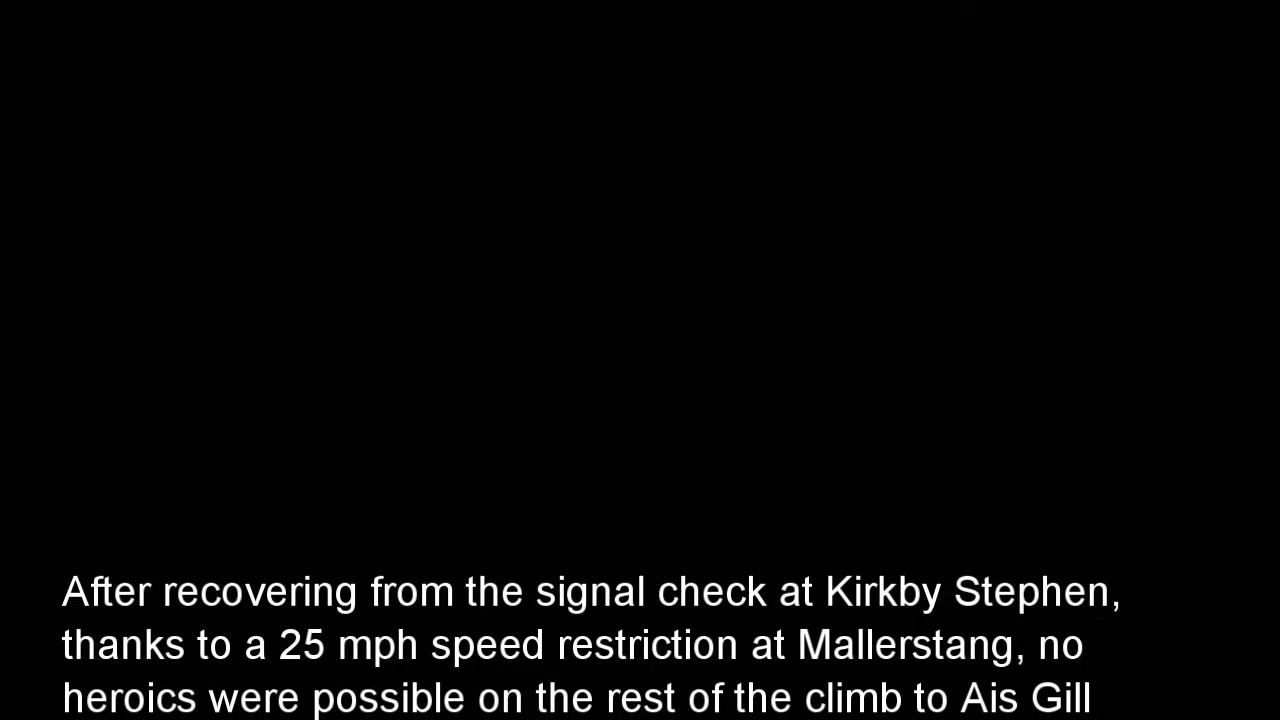 After recovering from the signal check at Kirkby Stephen,
thanks to a 25 mph speed restriction at Mallerstang, no
heroics were possible on the rest of the climb to Ais Gill